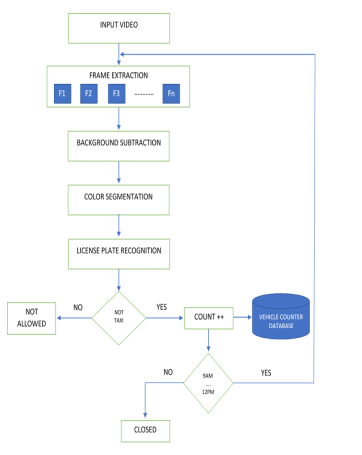 INPUT VIDEO
FRAME EXTRACTION
F1 F2 F3 ......... Fn
BACKGROUND SUBTRACTION
COLOR SEGMENTATION
LICENSE PLATE RECOGNITION
NOT
TAXI
NO
YES
NOT
ALLOWED
COUNT ++
VEHICLE COUNTER
DATABASE
9AM
....
12PM
NO
YES
CLOSED